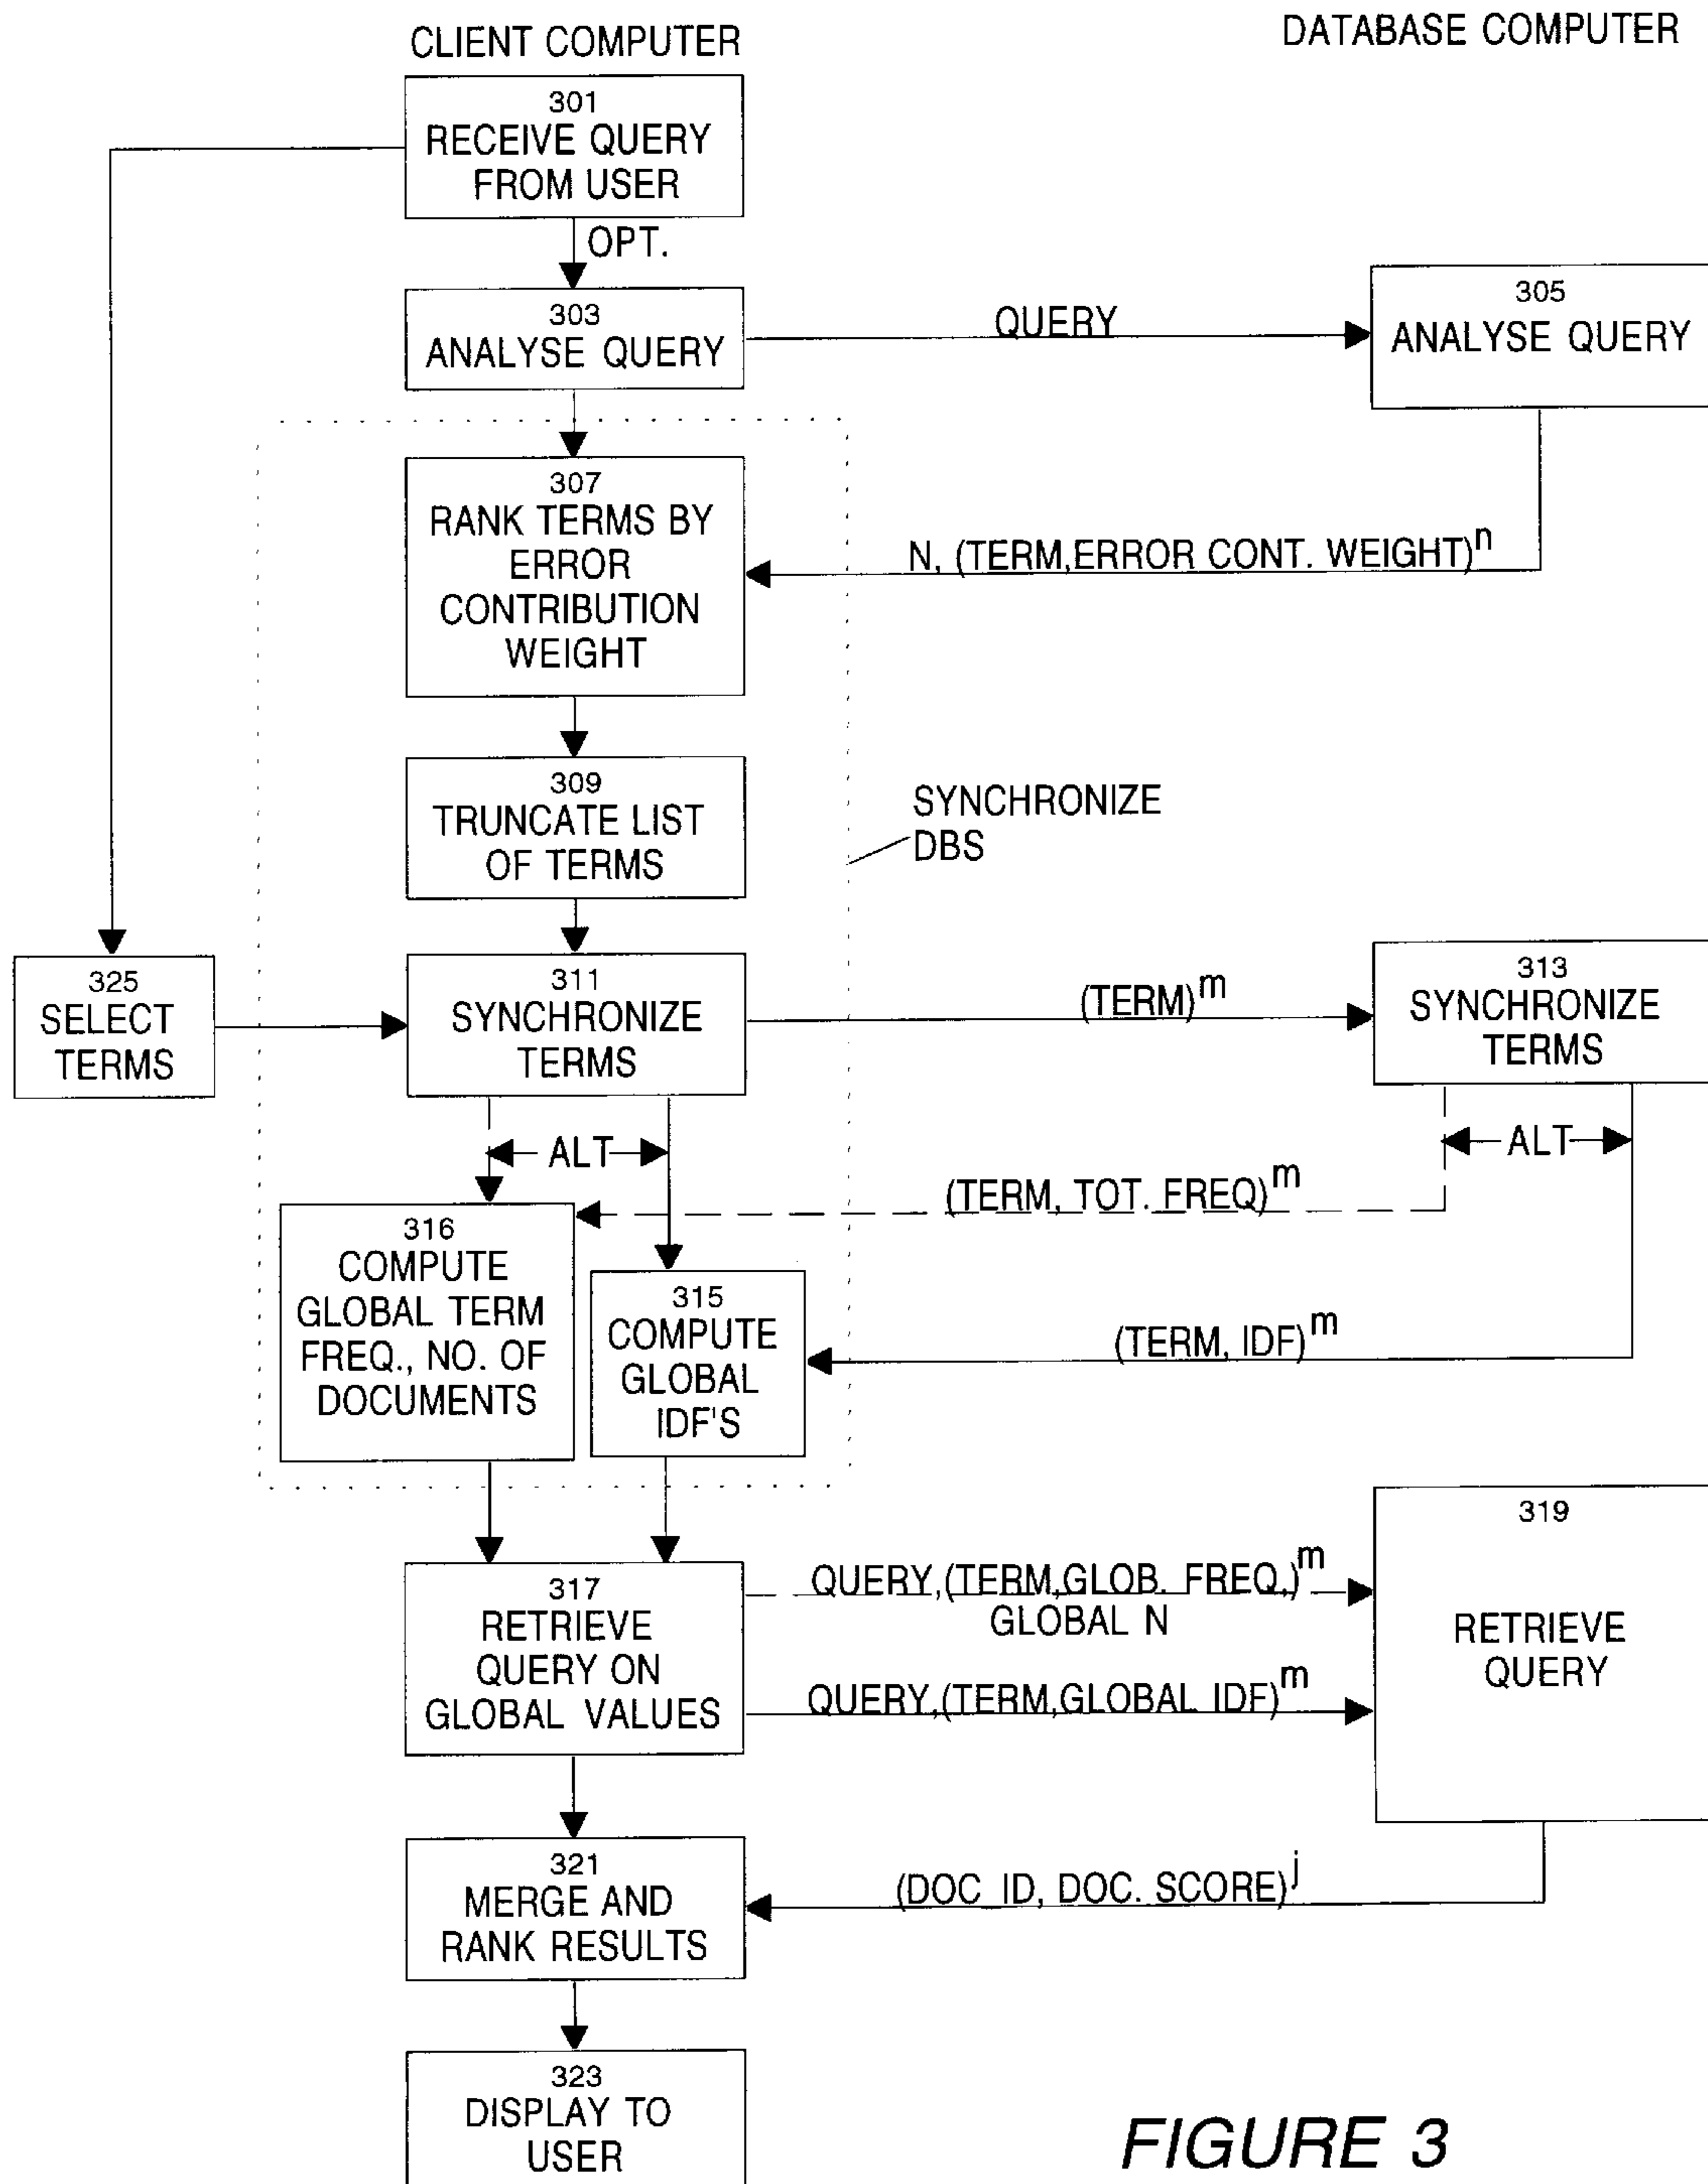 CLIENT COMPUTER
DATABASE COMPUTER
301
RECEIVE QUERY
FROM USER
OPT.
303
ANALYSE QUERY
QUERY
305
ANALYSE QUERY
307
RANK TERMS BY
ERROR
CONTRIBUTION
WEIGHT
N, (TERM,ERROR CONT. WEIGHT)n
309
TRUNCATE LIST
OF TERMS
SYNCHRONIZE
DBS
325
SELECT
TERMS
311
SYNCHRONIZE
TERMS
(TERM)m
313
SYNCHRONIZE
TERMS
ALT
ALT
(TERM, TOT. FREQ)m
316
COMPUTE
GLOBAL TERM
FREQ., NO. OF
DOCUMENTS
315
COMPUTE
GLOBAL
IDF'S
(TERM, IDF)m
317
RETRIEVE
QUERY ON
GLOBAL VALUES
QUERY,(TERM,GLOB. FREQ,)m
GLOBAL N
QUERY,(TERM,GLOBAL IDF)m
319
RETRIEVE
QUERY
321
MERGE AND
RANK RESULTS
(DOC ID, DOC. SCORE)j
323
DISPLAY TO
USER
FIGURE 3